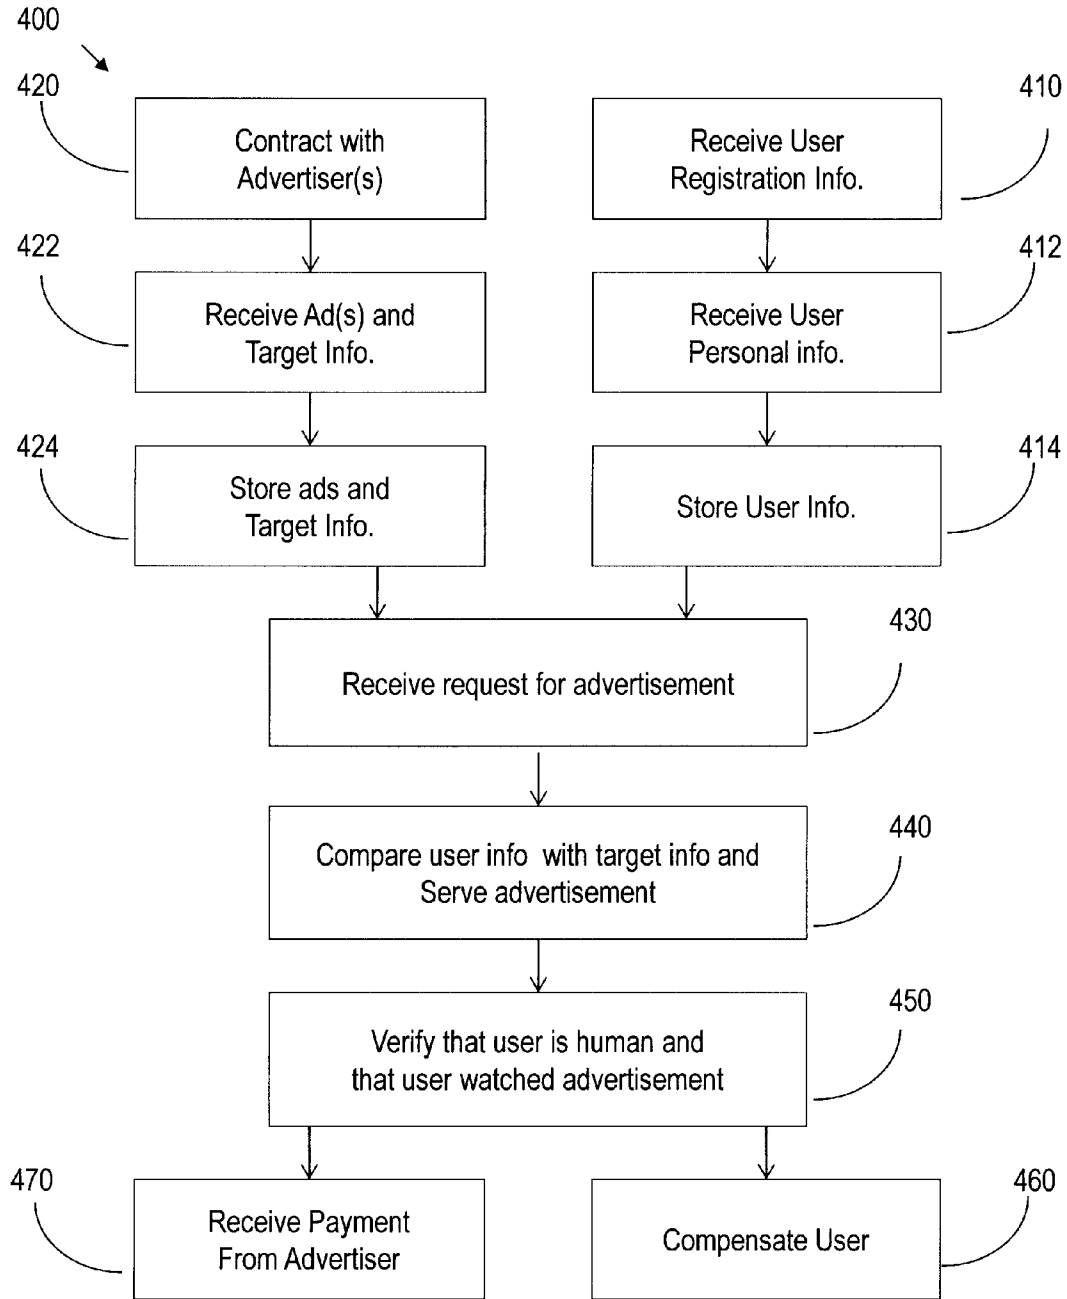 400
420
410
Contract with
Advertiser(s)
Receive User
Registration Info.
422
412
Receive Ad(s) and
Target Info.
Receive User
Personal info.
424
414
Store ads and
Target Info.
Store User Info.
430
Receive request for advertisement
440
Compare user info with target info and
Serve advertisement
450
Verify that user is human and
that user watched advertisement
470
460
Receive Payment
From Advertiser
Compensate User